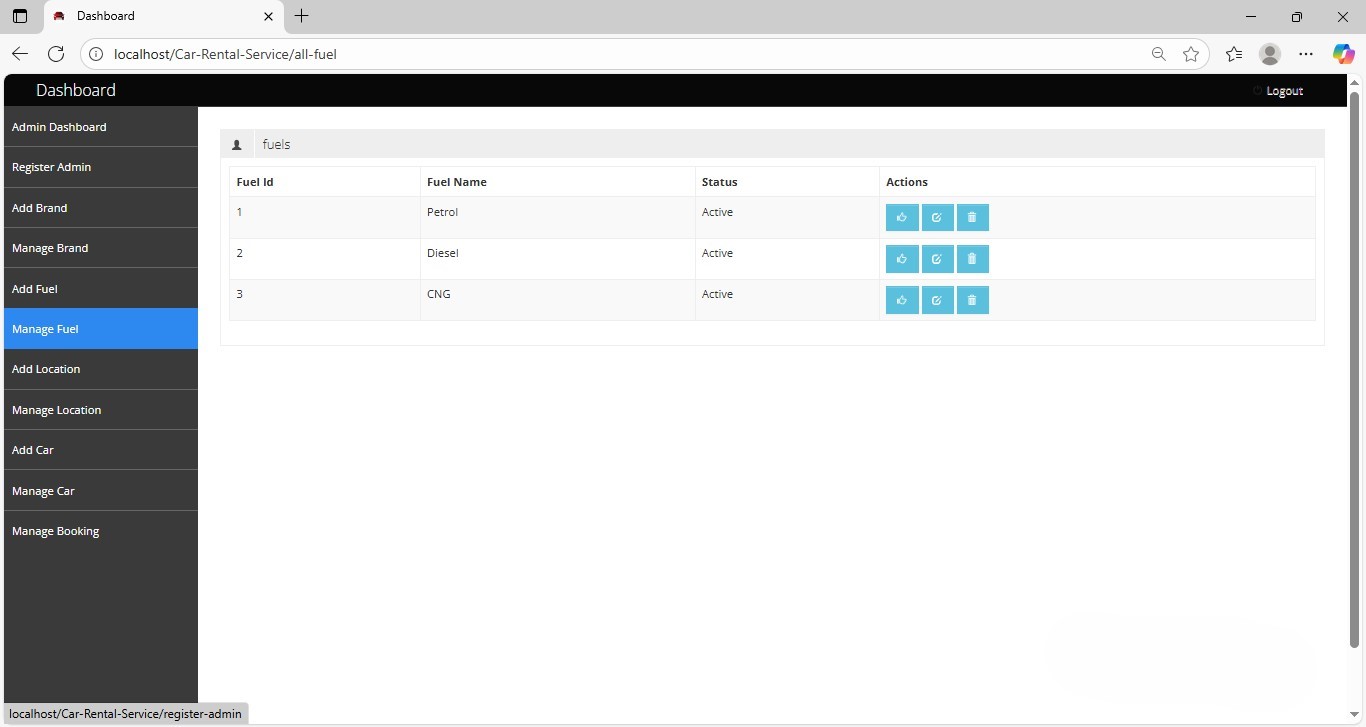 Dashboard
localhost/Car-Rental-Service/all-fuel
Dashboard
Logout
Admin Dashboard
Register Admin
Add Brand
Manage Brand
Add Fuel
Manage Fuel
Add Location
Manage Location
Add Car
Manage Car
Manage Booking
fuels
Fuel Id Fuel Name Status Actions
1 Petrol Active
2 Diesel Active
3 CNG Active
localhost/Car-Rental-Service/register-admin